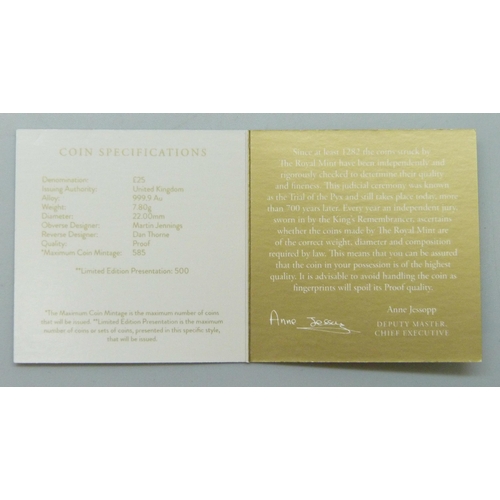 COIN SPECIFICATIONS
Denomination: £25
Issuing Authority: United Kingdom
Alloy: 999.9 Au
Weight: 7.80g
Diameter: 22.00mm
Obverse Designer: Martin Jennings
Reverse Designer: Dan Thorne
Quality: Proof
*Maximum Coin Mintage: 585
**Limited Edition Presentation: 500
*The Maximum Coin Mintage is the maximum number of coins
that will be issued. **Limited Edition Presentation is the maximum
number of coins or sets of coins, presented in this specific style,
that will be issued.
Since at least 1282 the coins struck by
The Royal Mint have been independently and
rigorously checked to determine their quality
and fineness. This judicial ceremony was known
as the Trial of the Pyx and still takes place today, more
than 700 years later. Every year an independent jury,
sworn in by the King's Remembrancer, ascertains
whether the coins made by The Royal Mint are
of the correct weight, diameter and composition
required by law. This means that you can be assured
that the coin in your possession is of the highest
quality. It is advisable to avoid handling the coin as
fingerprints will spoil its Proof quality.
Anne Jessopp
Anne Jessopp
DEPUTY MASTER,
CHIEF EXECUTIVE